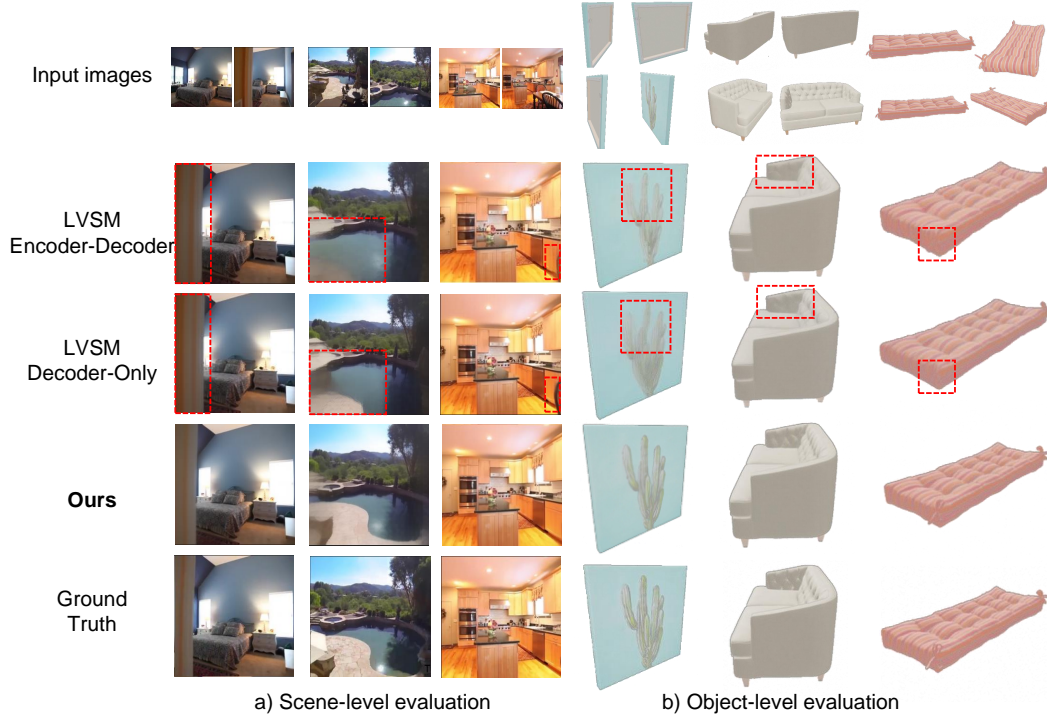 Input images
LVSM
Encoder-Decoder
LVSM
Decoder-Only
Ours
Ground
Truth
a) Scene-level evaluation
b) Object-level evaluation